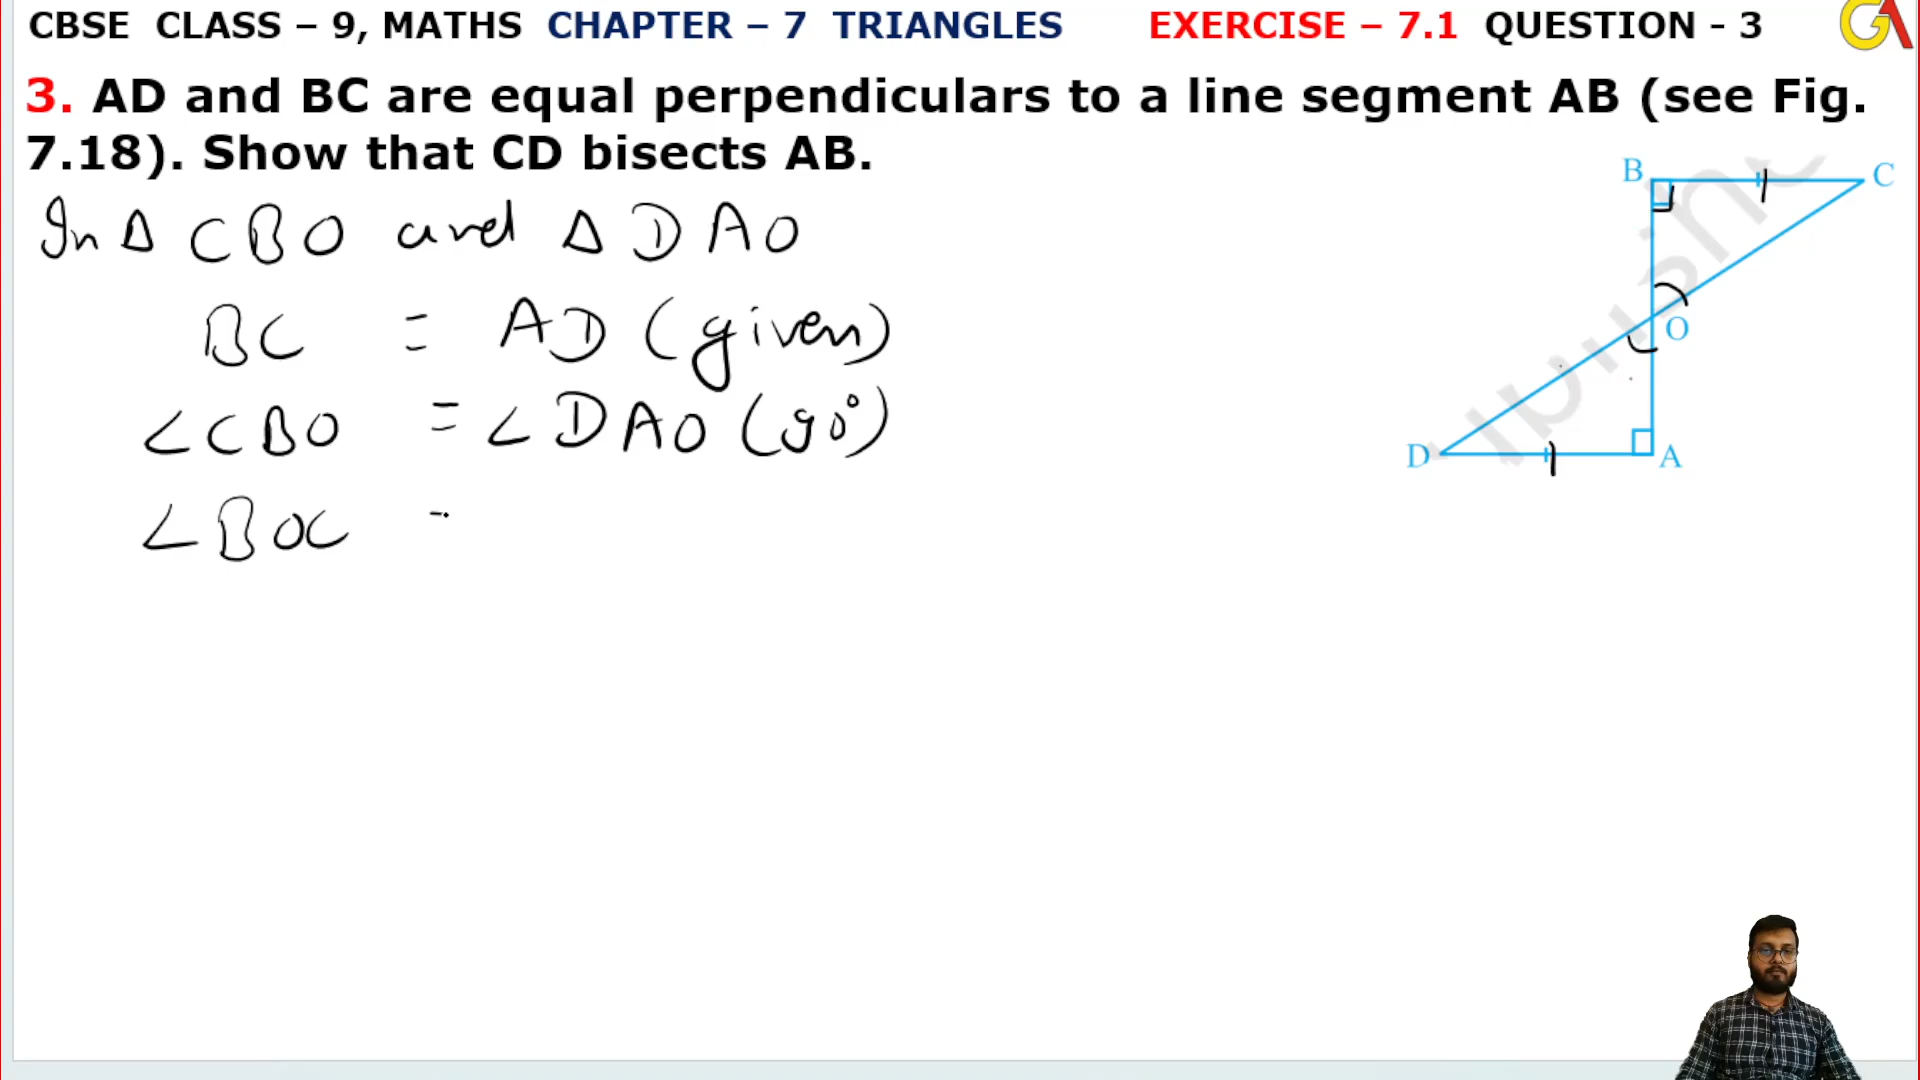 CBSE CLASS – 9, MATHS CHAPTER – 7 TRIANGLES EXERCISE – 7.1 QUESTION - 3
GA
3. AD and BC are equal perpendiculars to a line segment AB (see Fig.
7.18). Show that CD bisects AB.
In Δ CBO and Δ DAO
BC = AD (given)
∠CBO = ∠DAO (90°)
∠BOC =
B
C
O
D
A